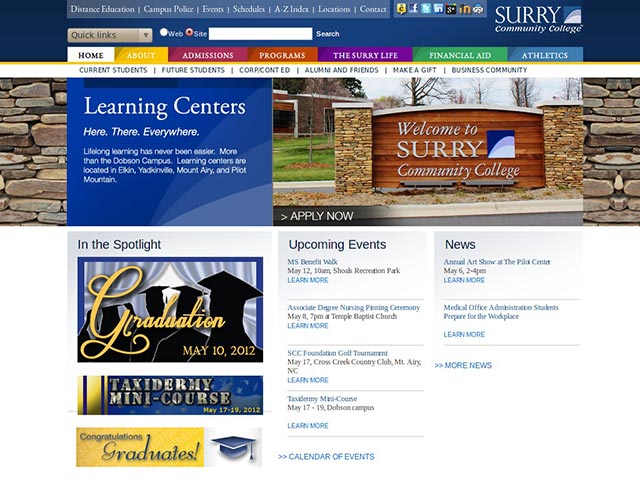 Distance Education | Campus Police | Events | Schedules | A-Z Index | Locations | Contact
SURRY
Community College
Quick links
Web Site
Search
HOME
ABOUT
ADMISSIONS
PROGRAMS
THE SURRY LIFE
FINANCIAL AID
ATHLETICS
CURRENT STUDENTS | FUTURE STUDENTS | CORP/CONT ED | ALUMNI AND FRIENDS | MAKE A GIFT | BUSINESS COMMUNITY
Learning Centers
Here. There. Everywhere.
Lifelong learning has never been easier. More
than the Dobson Campus. Learning centers are
located in Elkin, Yadkinville, Mount Airy, and Pilot
Mountain.
Welcome to
SURRY
Community College
> APPLY NOW
In the Spotlight
Graduation
MAY 10, 2012
TAXIDERMY
MINI-COURSE
May 17-19, 2012
Congratulations
Graduates!
Upcoming Events
MS Benefit Walk
May 12, 10am, Shoals Recreation Park
LEARN MORE
Associate Degree Nursing Pinning Ceremony
May 8, 7pm at Temple Baptist Church
LEARN MORE
SCC Foundation Golf Tournament
May 17, Cross Creek Country Club, Mt. Airy,
NC
LEARN MORE
Taxidermy Mini-Course
May 17 - 19, Dobson campus
LEARN MORE
>> CALENDAR OF EVENTS
News
Annual Art Show at The Pilot Center
May 6, 2-4pm
LEARN MORE
Medical Office Administration Students
Prepare for the Workplace
LEARN MORE
>> MORE NEWS